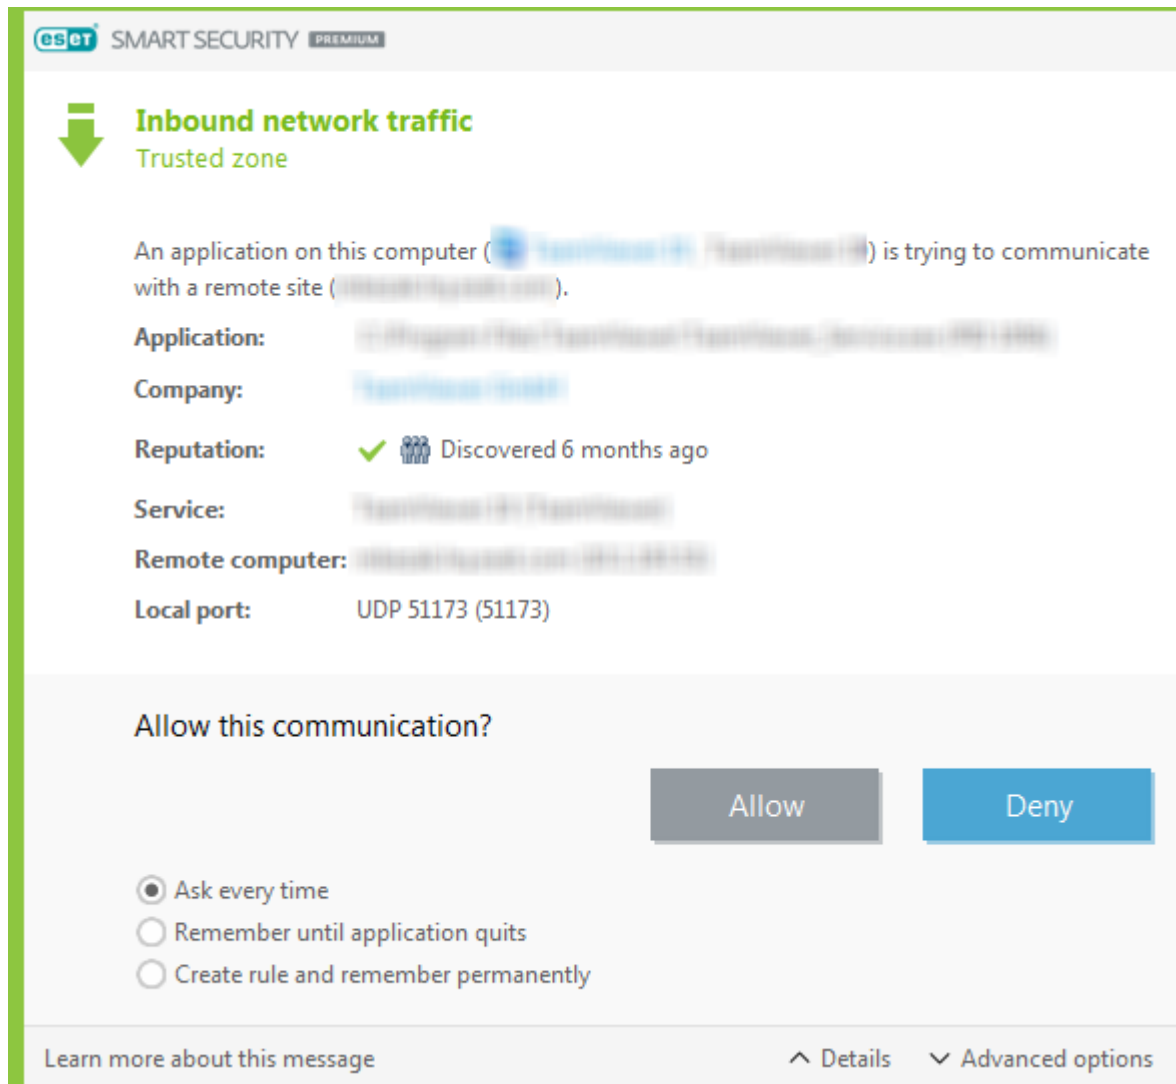 eset SMART SECURITY PREMIUM
Inbound network traffic
Trusted zone
An application on this computer ( ) is trying to communicate
with a remote site ( ).
Application:
Company:
Reputation: Discovered 6 months ago
Service:
Remote computer:
Local port: UDP 51173 (51173)
Allow this communication?
Allow Deny
Ask every time
Remember until application quits
Create rule and remember permanently
Learn more about this message Details Advanced options